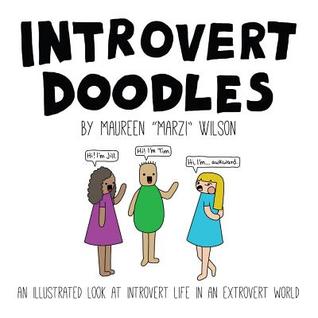 INTROVERT
DOODLES
BY MAUREEN "MARZI" WILSON
Hi! I'm Jill.
Hi! I'm Tim.
Hi, I'm... awkward.
AN ILLUSTRATED LOOK AT INTROVERT LIFE IN AN EXTROVERT WORLD